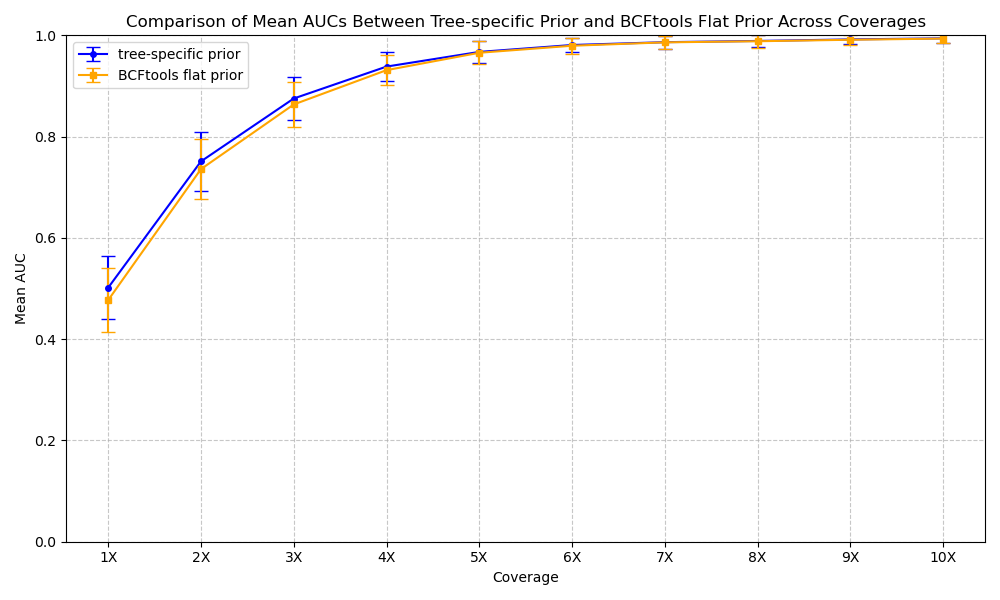 Comparison of Mean AUCs Between Tree-specific Prior and BCFtools Flat Prior Across Coverages
tree-specific prior
BCFtools flat prior
1.0
0.8
0.6
0.4
0.2
0.0
Mean AUC
1X 2X 3X 4X 5X 6X 7X 8X 9X 10X
Coverage